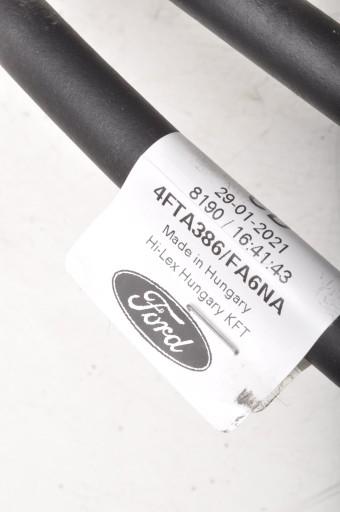 29-01-2021
8190 / 16:41:43
4FTA386/FA6NA
Made in Hungary
Hi-Lex Hungary KFT
Ford